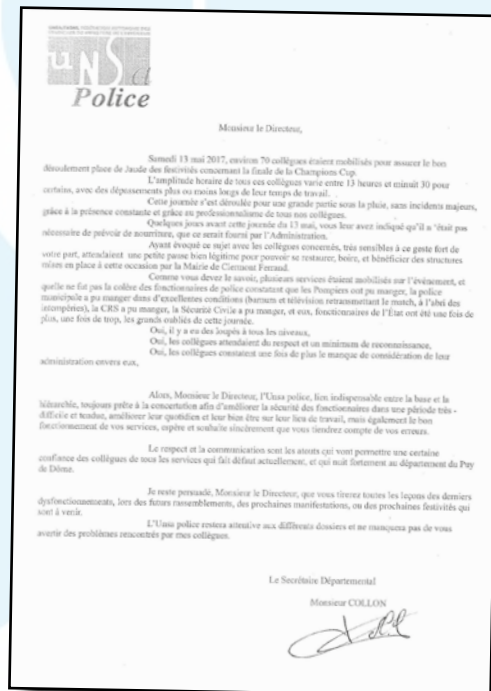 UNSa
Police
Monsieur le Directeur,
Samedi 13 mai 2017, environ 70 collègues étaient mobilisés pour assurer le bon
déroulement place de Jaude des festivités concernant la finale de la Champions Cup.
L'amplitude horaire de tous ces collègues varie entre 13 heures et minuit 30 pour
certains, avec des dépassements plus ou moins longs de leur temps de travail.
Cette journée s'est déroulée pour une grande partie sous la pluie, sans incidents majeurs,
grâce à la présence constante et grâce au professionnalisme de tous nos collègues.
Quelques jours avant cette journée du 13 mai, vous leur avez indiqué qu'il n'était pas
nécessaire de prévoir de nourriture, que ce serait fourni par l'Administration.
Ayant évoqué ce sujet avec les collègues concernés, très sensibles à ce geste fort de
votre part, attendaient une petite pause bien légitime pour pouvoir se restaurer, boire, et bénéficier des structures
mises en place à cette occasion par la Mairie de Clermont Ferrand.
Comme vous devez le savoir, plusieurs services étaient mobilisés sur l'évènement, et
quelle ne fut pas la colère des fonctionnaires de police constatant que les Pompiers ont pu manger, la police
municipale a pu manger dans d'excellentes conditions (barnum et télévision retransmettant le match, à l'abri des
intempéries), la CRS a pu manger, la Sécurité Civile a pu manger, et eux, fonctionnaires de l'État ont été une fois de
plus, une fois de trop, les grands oubliés de cette journée.
Oui, il y a eu des loupés à tous les niveaux,
Oui, les collègues attendaient du respect et un minimum de reconnaissance,
Oui, les collègues constatent une fois de plus le manque de considération de leur
administration envers eux,
Alors, Monsieur le Directeur, l'Unsa police, lien indispensable entre la base et la
hiérarchie, toujours prête à la concertation afin d'améliorer la sécurité des fonctionnaires dans une période très -
difficile et tendue, améliorer leur quotidien et leur bien être sur leur lieu de travail, mais également le bon
fonctionnement de vos services, espère et souhaite sincèrement que vous tiendrez compte de vos erreurs.
Le respect et la communication sont les atouts qui vont permettre une certaine
confiance des collègues de tous les services qui fait défaut actuellement, et qui nuit fortement au département du Puy
de Dôme.
Je reste persuadé, Monsieur le Directeur, que vous tirerez toutes les leçons des derniers
dysfonctionnements, lors des futurs rassemblements, des prochaines manifestations, ou des prochaines festivités qui
sont à venir.
L'Unsa police restera attentive aux différents dossiers et ne manquera pas de vous
avertir des problèmes rencontrés par mes collègues.
Le Secrétaire Départemental
Monsieur COLLON